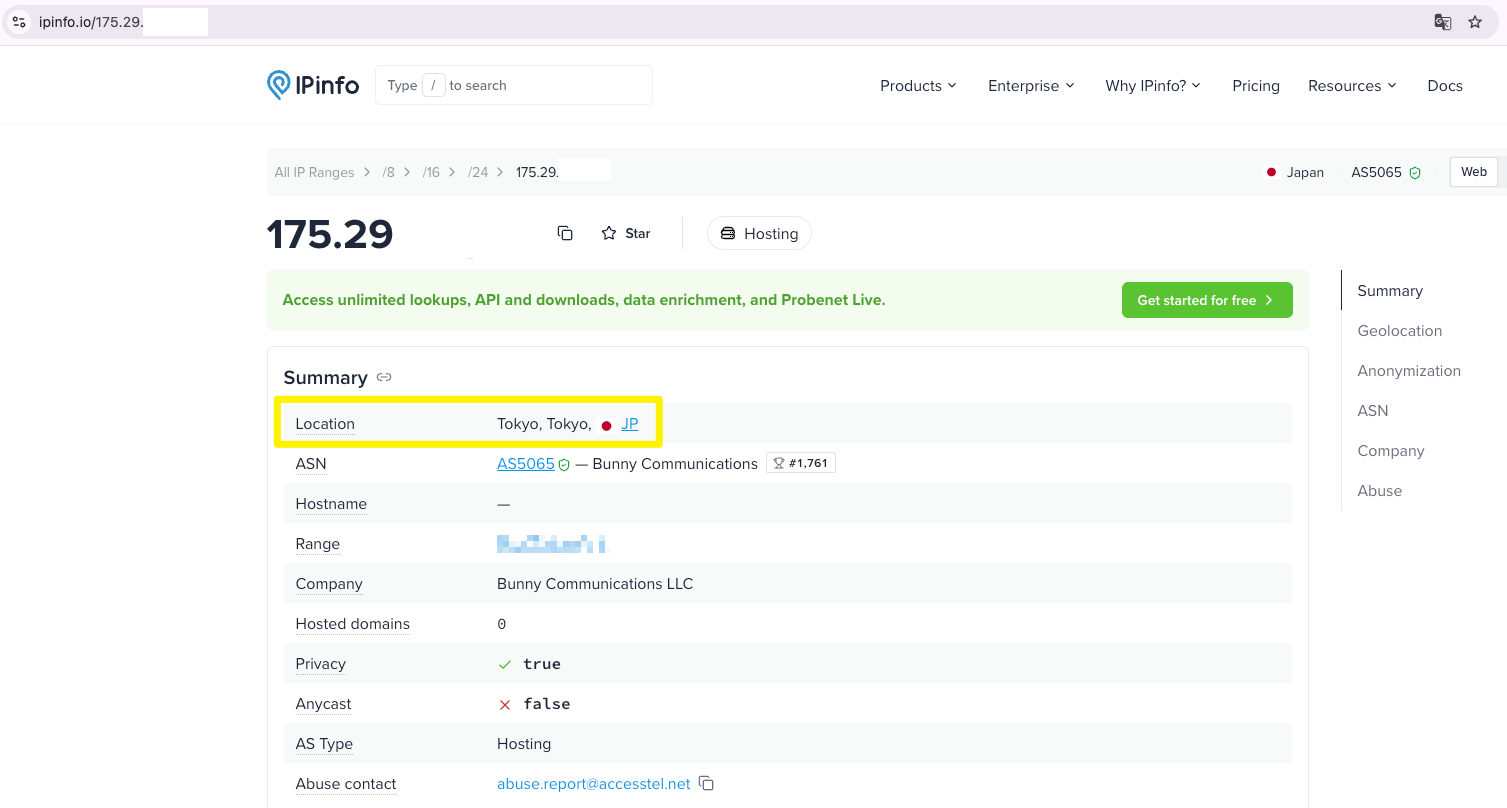 ipinfo.io/175.29.
IPinfo
Type / to search
Products
Enterprise
Why IPinfo?
Pricing
Resources
Docs
All IP Ranges > /8 > /16 > /24 > 175.29.
Japan
AS5065
Web
175.29
Star
Hosting
Access unlimited lookups, API and downloads, data enrichment, and Probenet Live.
Get started for free >
Summary
Geolocation
Anonymization
ASN
Company
Abuse
Summary
Location Tokyo, Tokyo, JP
ASN AS5065 — Bunny Communications #1,761
Hostname —
Range
Company Bunny Communications LLC
Hosted domains 0
Privacy true
Anycast false
AS Type Hosting
Abuse contact abuse.report@accesstel.net